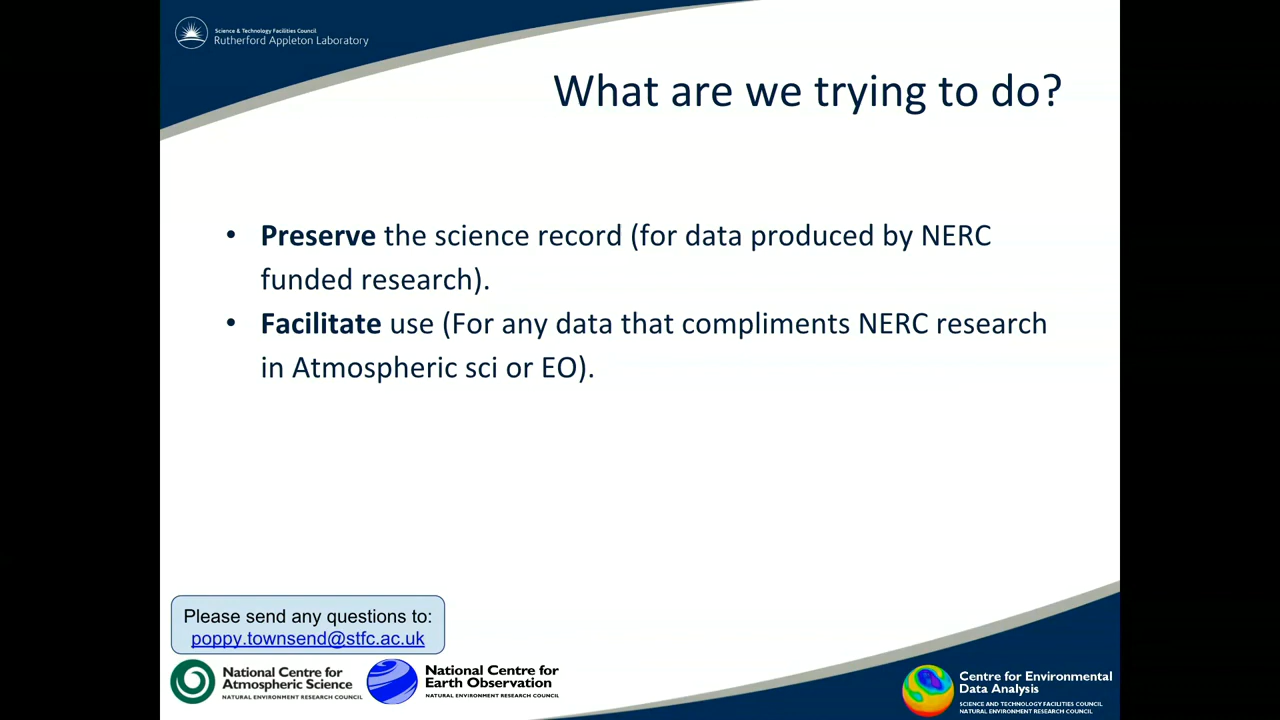 Science & Technology Facilities Council
Rutherford Appleton Laboratory
What are we trying to do?
• Preserve the science record (for data produced by NERC
funded research).
• Facilitate use (For any data that compliments NERC research
in Atmospheric sci or EO).
Please send any questions to:
poppy.townsend@stfc.ac.uk
National Centre for
Atmospheric Science
NATURAL ENVIRONMENT RESEARCH COUNCIL
National Centre for
Earth Observation
NATURAL ENVIRONMENT RESEARCH COUNCIL
Centre for Environmental
Data Analysis
SCIENCE AND TECHNOLOGY FACILITIES COUNCIL
NATURAL ENVIRONMENT RESEARCH COUNCIL